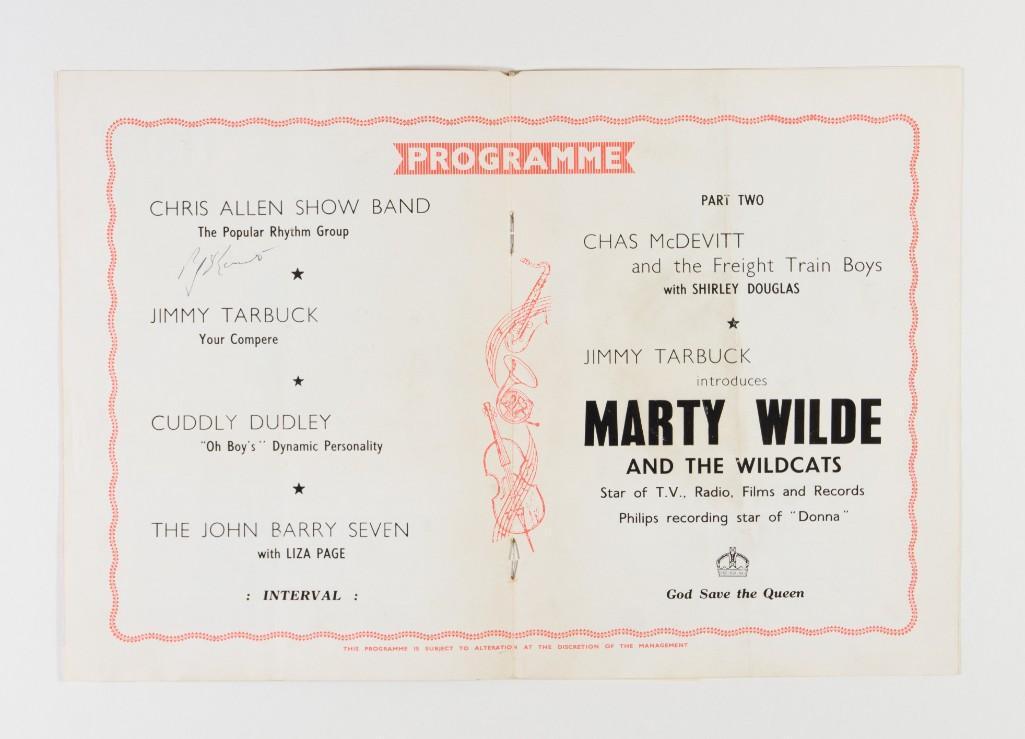 PROGRAMME
CHRIS ALLEN SHOW BAND
The Popular Rhythm Group
JIMMY TARBUCK
Your Compere
CUDDLY DUDLEY
"Oh Boy's" Dynamic Personality
THE JOHN BARRY SEVEN
with LIZA PAGE
: INTERVAL :
PART TWO
CHAS McDEVITT
and the Freight Train Boys
with SHIRLEY DOUGLAS
JIMMY TARBUCK
introduces
MARTY WILDE
AND THE WILDCATS
Star of T.V., Radio, Films and Records
Philips recording star of "Donna"
God Save the Queen
THIS PROGRAMME IS SUBJECT TO ALTERATION AT THE DISCRETION OF THE MANAGEMENT